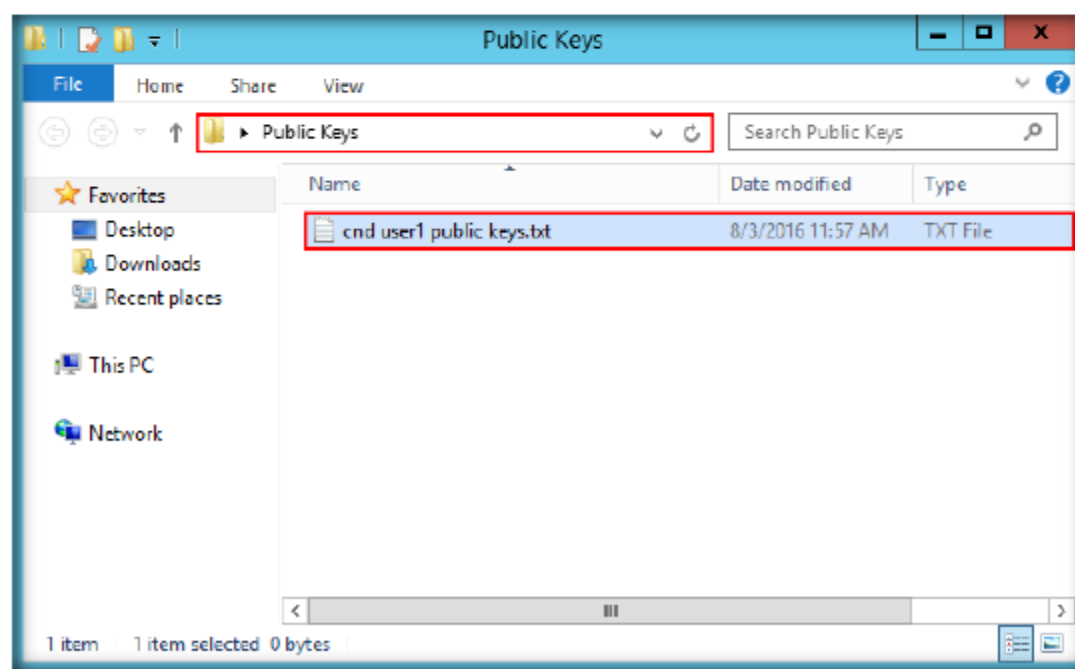 Public Keys
File Home Share View
Public Keys Search Public Keys
Name Date modified Type
Favorites
cnd user1 public keys.txt 8/3/2016 11:57 AM TXT File
Desktop
Downloads
Recent places
This PC
Network
1 item 1 item selected 0 bytes